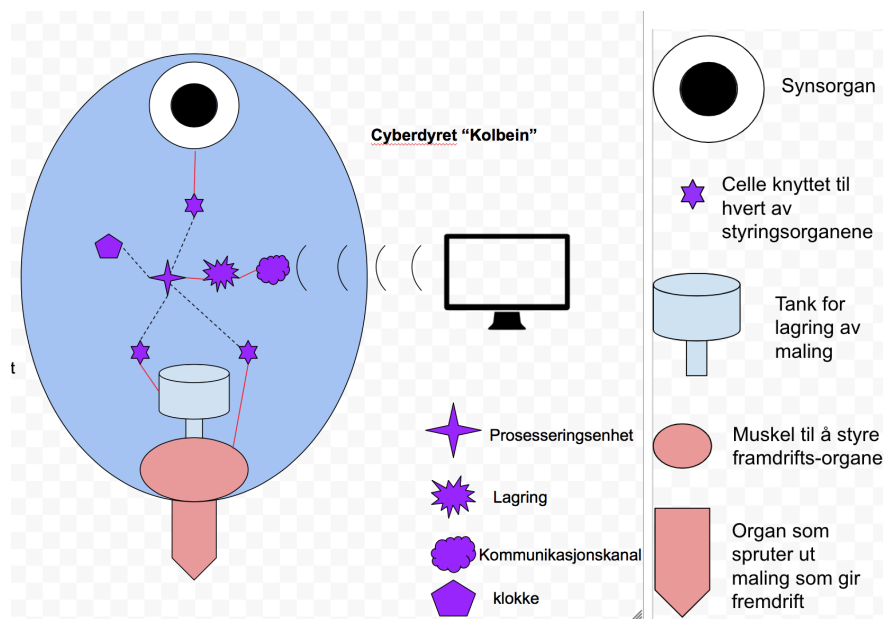 Cyberdyret “Kolbein”
t
Prosesseringsenhet
Lagring
Kommunikasjonskanal
klokke
Synsorgan
Celle knyttet til
hvert av
styringsorganene
Tank for
lagring av
maling
Muskel til å styre
framdrifts-organe
Organ som
spruter ut
maling som gir
fremdrift